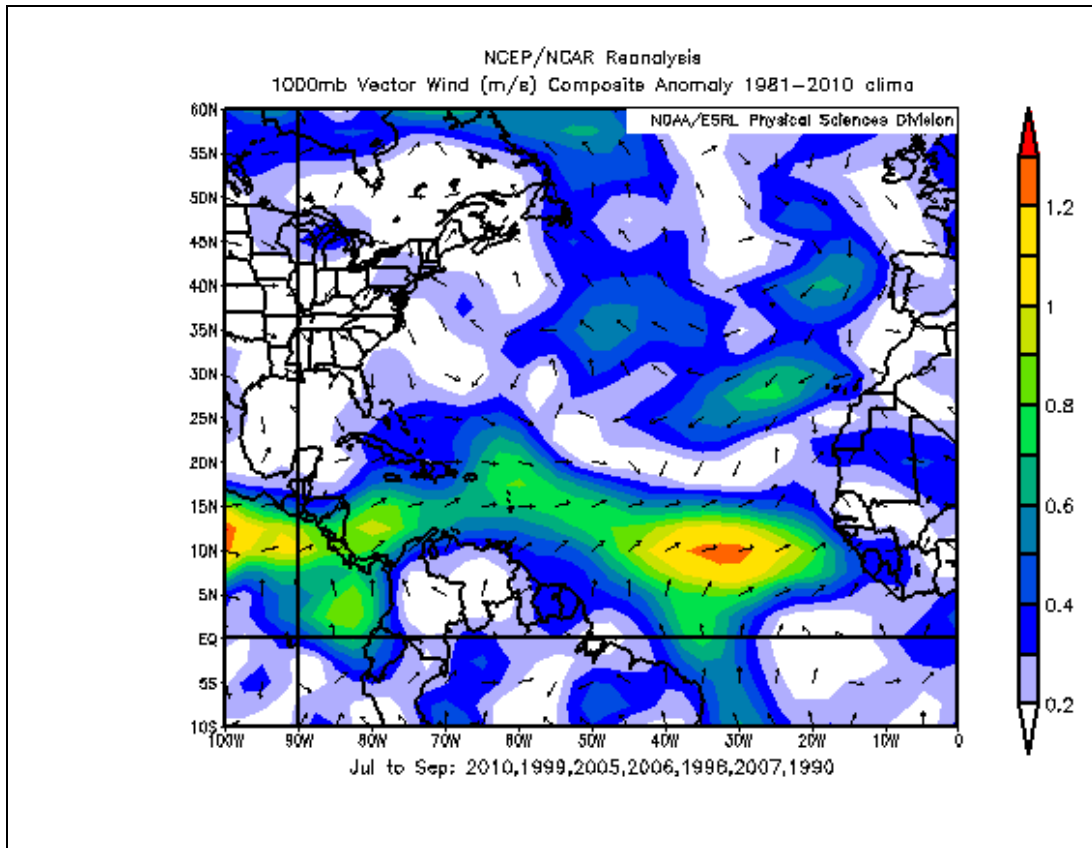 NCEP/NCAR Reanalysis
1000mb Vector Wind (m/s) Composite Anomaly 1981-2010 clima
NOAA/ESRL Physical Sciences Division
60N
55N
50N
45N
40N
35N
30N
25N
20N
15N
10N
5N
EQ
5S
10S
100W 90W 80W 70W 60W 50W 40W 30W 20W 10W 0
1.2
1
0.8
0.6
0.4
0.2
Jul to Sep: 2010,1999,2005,2006,1996,2007,1990